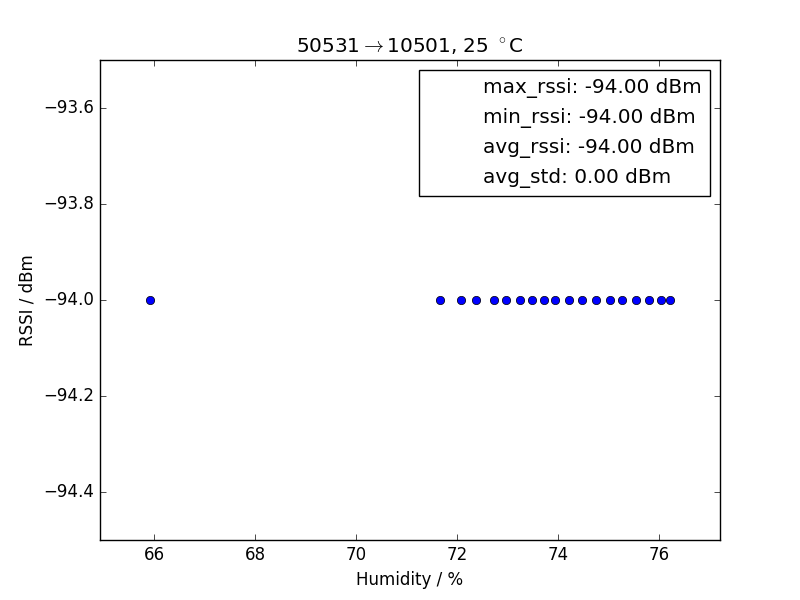 50531→10501, 25 °C
max_rssi: -94.00 dBm
min_rssi: -94.00 dBm
avg_rssi: -94.00 dBm
avg_std: 0.00 dBm
RSSI / dBm
−93.6
−93.8
−94.0
−94.2
−94.4
66 68 70 72 74 76
Humidity / %